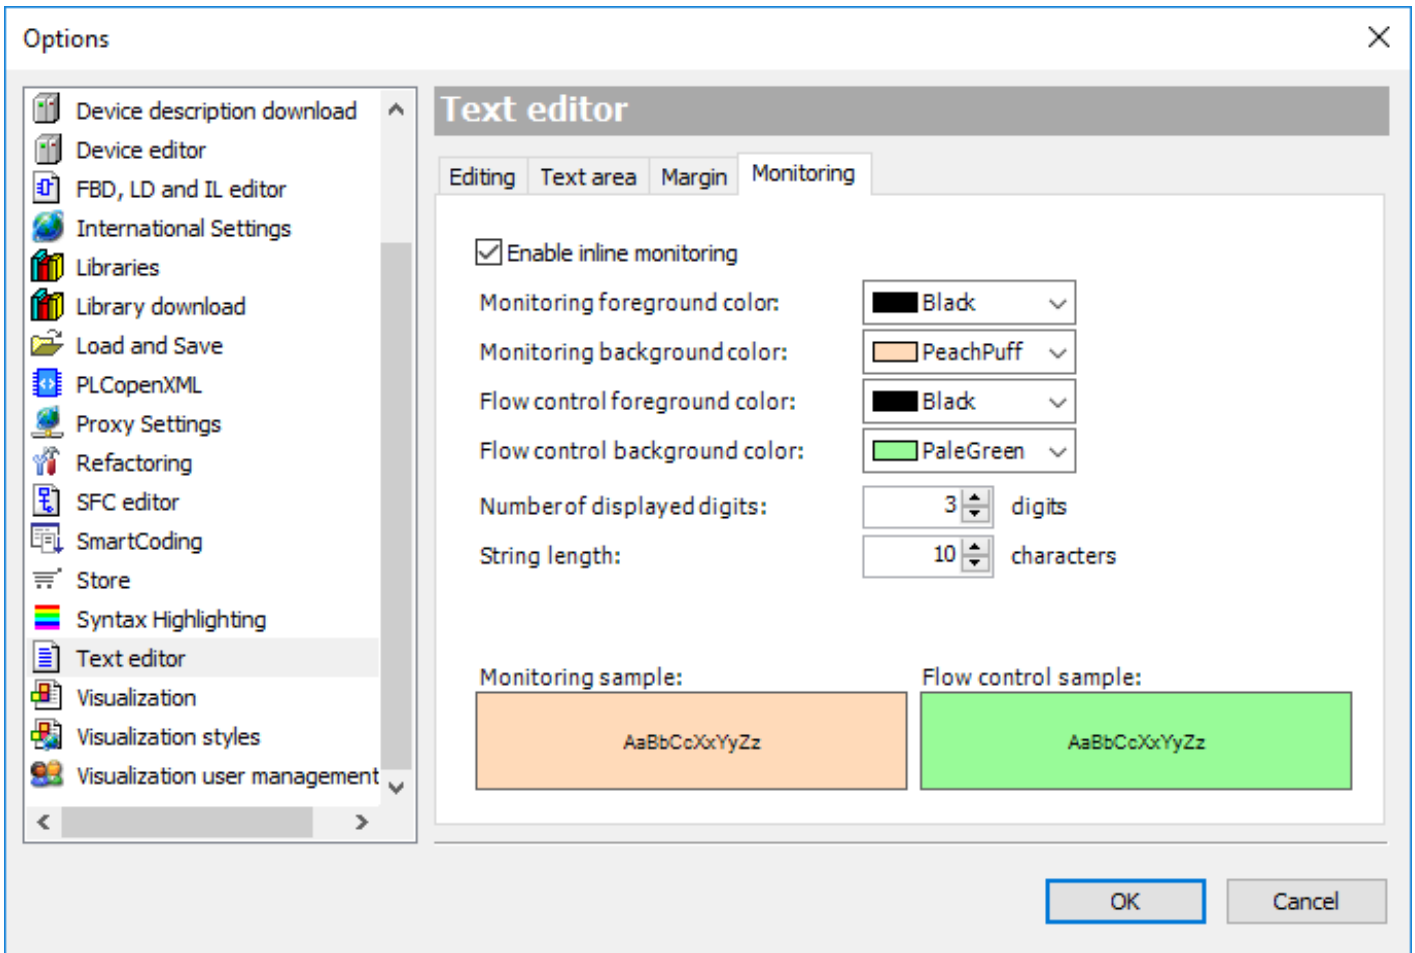 Options
Device description download
Device editor
FBD, LD and IL editor
International Settings
Libraries
Library download
Load and Save
PLCopenXML
Proxy Settings
Refactoring
SFC editor
SmartCoding
Store
Syntax Highlighting
Text editor
Visualization
Visualization styles
Visualization user management
Text editor
Editing Text area Margin Monitoring
Enable inline monitoring
Monitoring foreground color: Black
Monitoring background color: PeachPuff
Flow control foreground color: Black
Flow control background color: PaleGreen
Number of displayed digits: 3 digits
String length: 10 characters
Monitoring sample: Flow control sample:
AaBbCcXxYyZz AaBbCcXxYyZz
OK Cancel